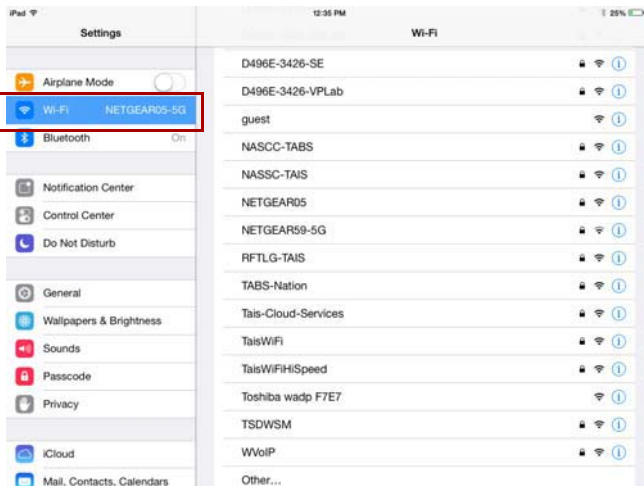 iPad 12:35 PM 25%
Settings
Wi-Fi
Airplane Mode
Wi-Fi NETGEAR05-5G
Bluetooth On
Notification Center
Control Center
Do Not Disturb
General
Wallpapers & Brightness
Sounds
Passcode
Privacy
iCloud
Mail, Contacts, Calendars
D496E-3426-SE
D496E-3426-VPLab
guest
NASCC-TABS
NASSC-TAIS
NETGEAR05
NETGEAR59-5G
RFTLG-TAIS
TABS-Nation
Tais-Cloud-Services
TaisWiFi
TaisWiFiHiSpeed
Toshiba wadp F7E7
TSDWSM
WVoIP
Other...